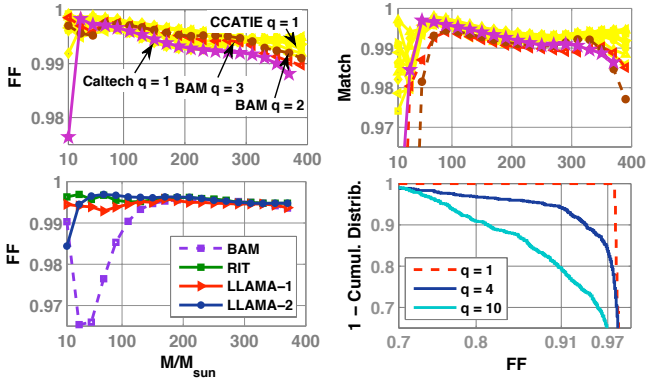 CCATIE q = 1
0.99
FF
Caltech q = 1
BAM q = 3
BAM q = 2
0.98
10 100 200 300 400
0.99
Match
0.98
0.97
10 100 200 300 400
0.99
FF
0.98
0.97
BAM
RIT
LLAMA−1
LLAMA−2
10 100 200 300 400
M/M_sun
1
0.9
0.8
0.7
1 − Cumul. Distrib.
q = 1
q = 4
q = 10
0.7 0.8 0.91 0.97
FF